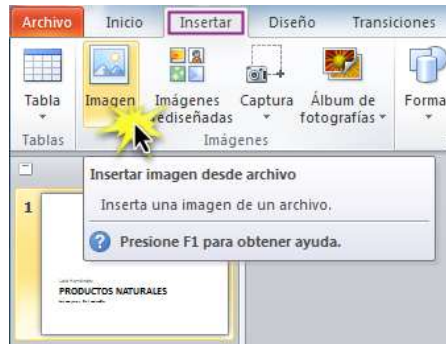 Archivo Inicio Insertar Diseño Transiciones
Tabla Imagen Imágenes Captura Álbum de Forma
ediseñadas fotografías
Tablas Imágenes
Insertar imagen desde archivo
Inserta una imagen de un archivo.
Presione F1 para obtener ayuda.
1
PRODUCTOS NATURALES